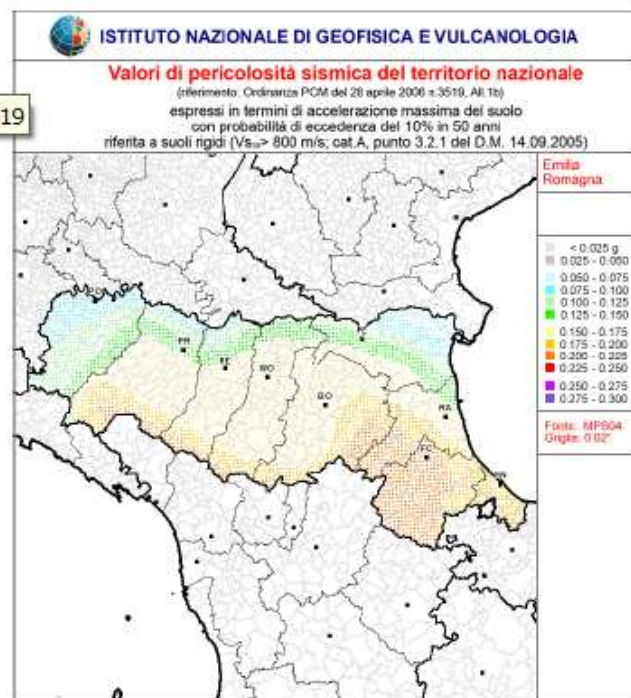 ISTITUTO NAZIONALE DI GEOFISICA E VULCANOLOGIA
Valori di pericolosità sismica del territorio nazionale
(riferimento: Ordinanza PCM del 28 aprile 2006 n.3519, All.1b)
espressi in termini di accelerazione massima del suolo
con probabilità di eccedenza del 10% in 50 anni
riferita a suoli rigidi (Vs₃₀> 800 m/s; cat.A, punto 3.2.1 del D.M. 14.09.2005)
19
Emilia
Romagna
< 0.025 g
0.025 - 0.050
0.050 - 0.075
0.075 - 0.100
0.100 - 0.125
0.125 - 0.150
0.150 - 0.175
0.175 - 0.200
0.200 - 0.225
0.225 - 0.250
0.250 - 0.275
0.275 - 0.300
Fonte: MPS04
Griglia: 0.02°
PR
RE
MO
BO
RA
FC
RN